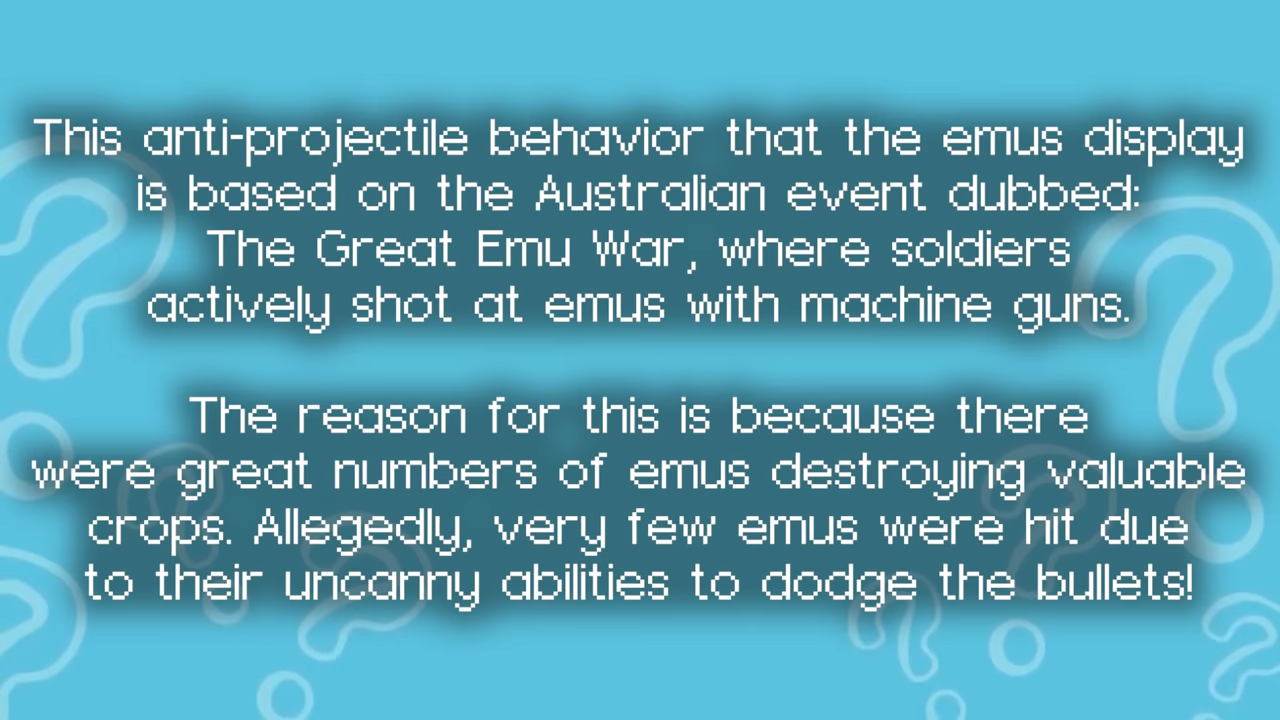 This anti-projectile behavior that the emus display
is based on the Australian event dubbed:
The Great Emu War, where soldiers
actively shot at emus with machine guns.
The reason for this is because there
were great numbers of emus destroying valuable
crops. Allegedly, very few emus were hit due
to their uncanny abilities to dodge the bullets!